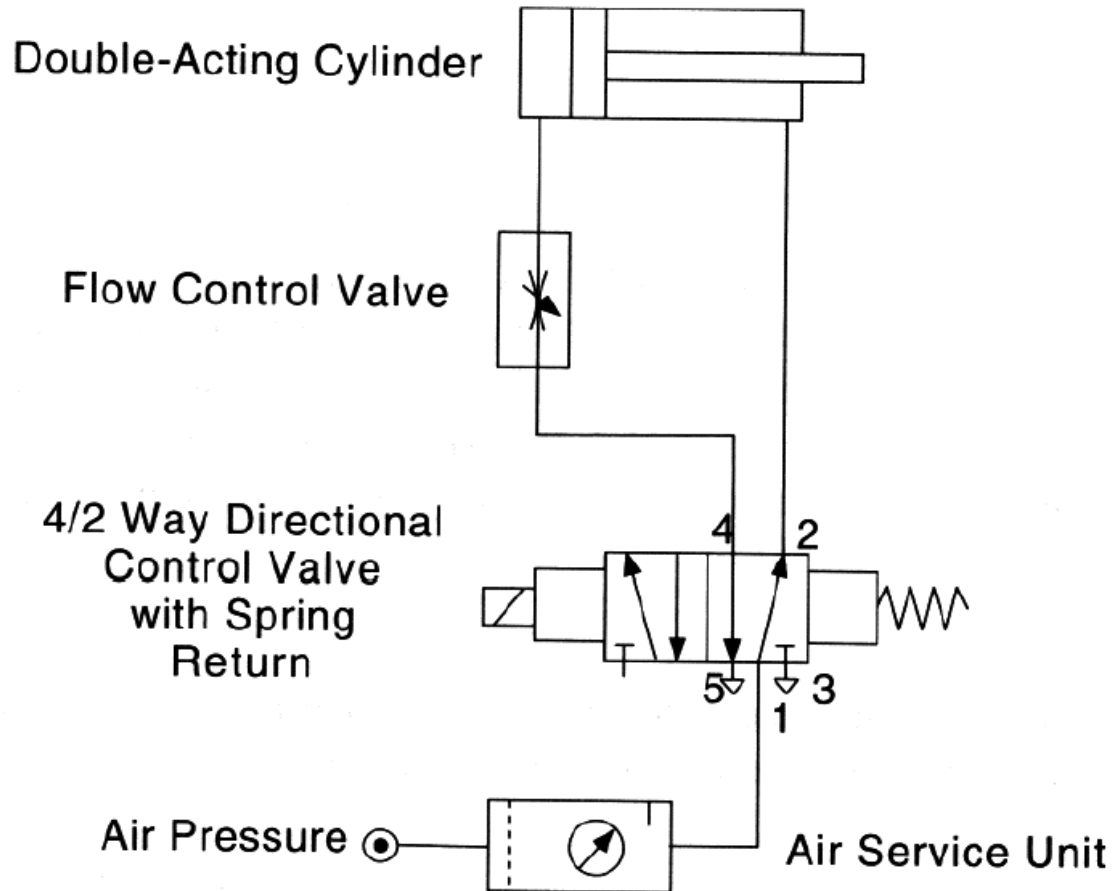 Double-Acting Cylinder
Flow Control Valve
4/2 Way Directional
Control Valve
with Spring
Return
4
2
5
3
1
Air Pressure
Air Service Unit